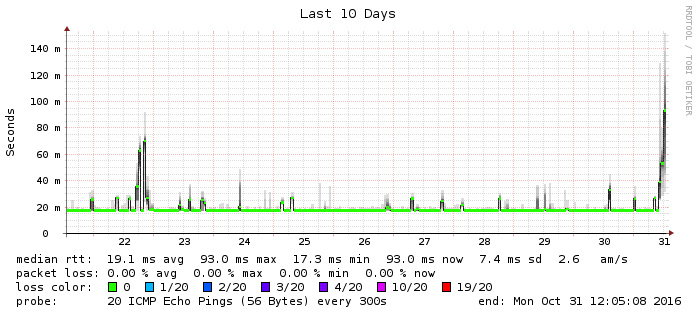 Last 10 Days
RRDTOOL / TOBI OETIKER
Seconds
140 m
120 m
100 m
80 m
60 m
40 m
20 m
0
22 23 24 25 26 27 28 29 30 31
median rtt: 19.1 ms avg 93.0 ms max 17.3 ms min 93.0 ms now 7.4 ms sd 2.6 am/s
packet loss: 0.00 % avg 0.00 % max 0.00 % min 0.00 % now
loss color: 0 1/20 2/20 3/20 4/20 10/20 19/20
probe: 20 ICMP Echo Pings (56 Bytes) every 300s end: Mon Oct 31 12:05:08 2016